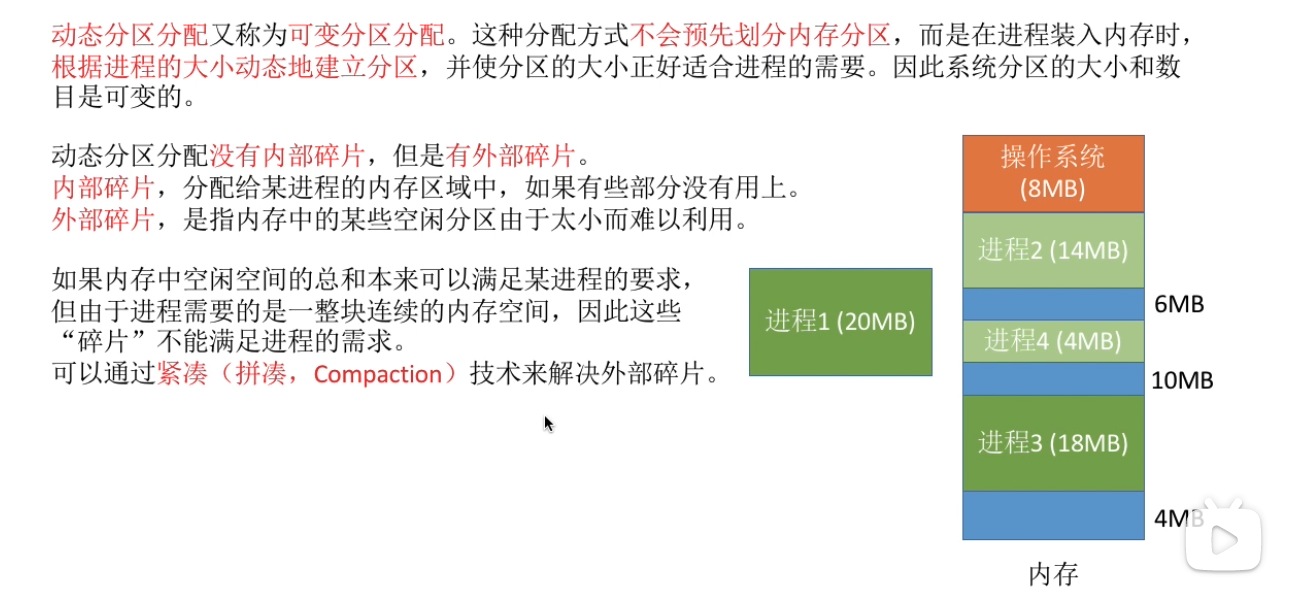 动态分区分配又称为可变分区分配。这种分配方式不会预先划分内存分区，而是在进程装入内存时，
根据进程的大小动态地建立分区，并使分区的大小正好适合进程的需要。因此系统分区的大小和数
目是可变的。
动态分区分配没有内部碎片，但是有外部碎片。
内部碎片，分配给某进程的内存区域中，如果有些部分没有用上。
外部碎片，是指内存中的某些空闲分区由于太小而难以利用。
如果内存中空闲空间的总和本来可以满足某进程的要求，
但由于进程需要的是一整块连续的内存空间，因此这些
“碎片”不能满足进程的需求。
可以通过紧凑（拼凑，Compaction）技术来解决外部碎片。
进程1 (20MB)
操作系统
(8MB)
进程2 (14MB)
6MB
进程4 (4MB)
10MB
进程3 (18MB)
4MB
内存